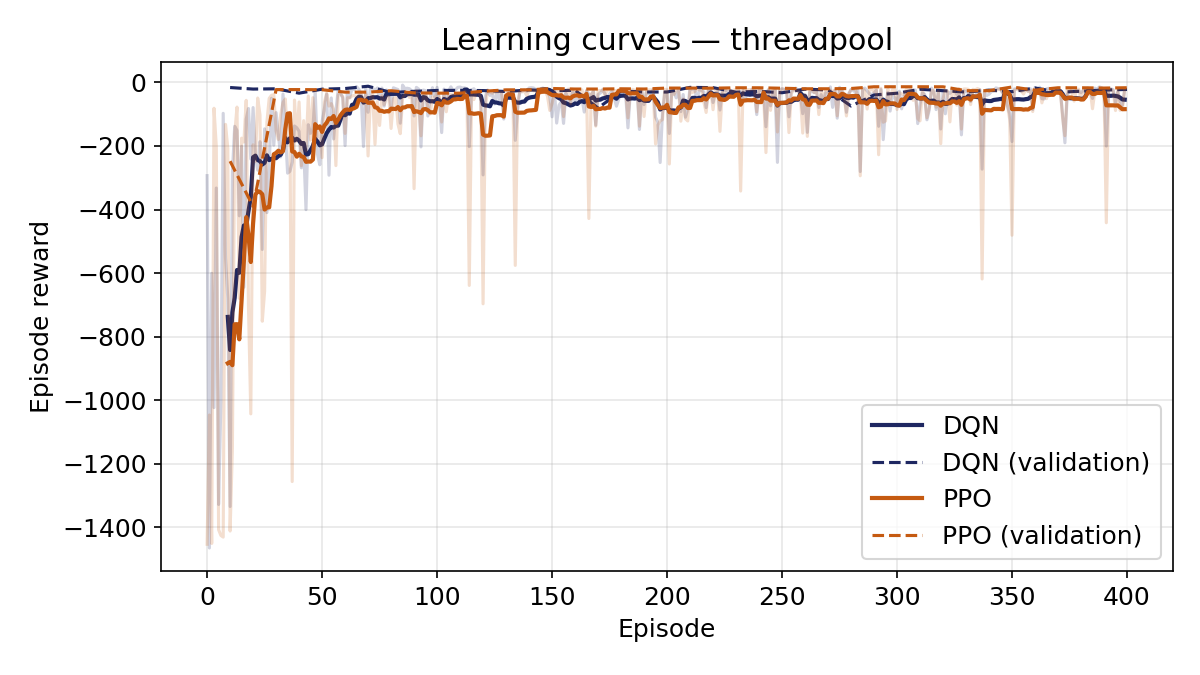 Learning curves — threadpool
Episode reward
0
−200
−400
−600
−800
−1000
−1200
−1400
0 50 100 150 200 250 300 350 400
Episode
DQN
DQN (validation)
PPO
PPO (validation)